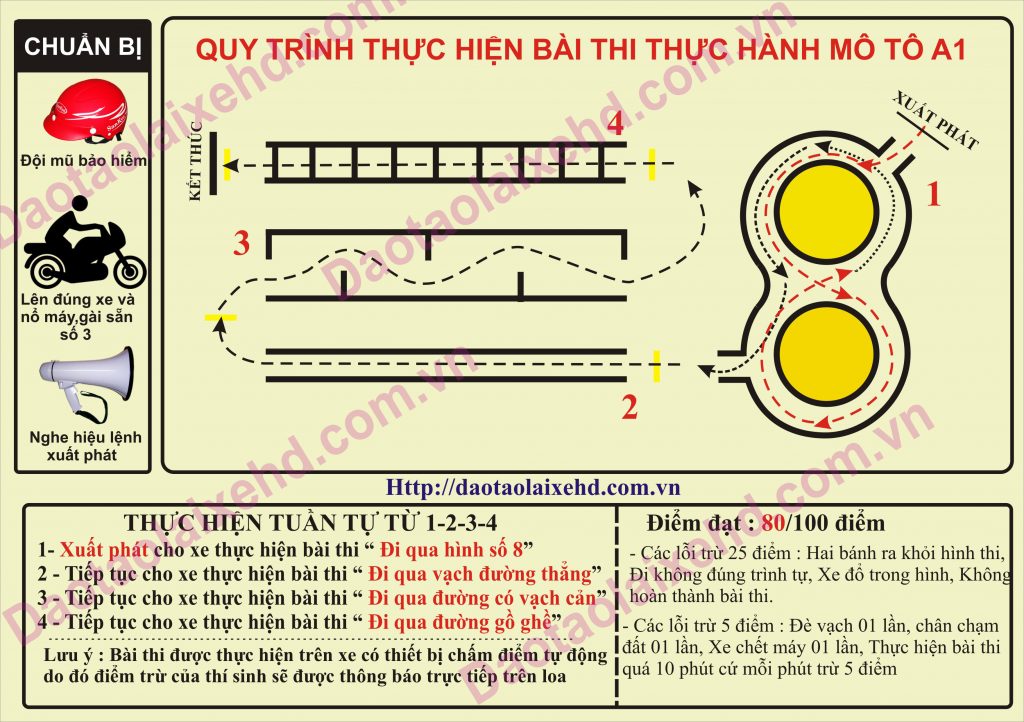 CHUẨN BỊ
Đội mũ bảo hiểm
Lên đúng xe và
nổ máy,gài sẵn
số 3
Nghe hiệu lệnh
xuất phát
QUY TRÌNH THỰC HIỆN BÀI THI THỰC HÀNH MÔ TÔ A1
XUẤT PHÁT
1
2
3
4
KẾT THÚC
Http://daotaolaixehd.com.vn
THỰC HIỆN TUẦN TỰ TỪ 1-2-3-4
1- Xuất phát cho xe thực hiện bài thi “ Đi qua hình số 8”
2 - Tiếp tục cho xe thực hiện bài thi “ Đi qua vạch đường thẳng”
3 - Tiếp tục cho xe thực hiện bài thi “ Đi qua đường có vạch cản”
4 - Tiếp tục cho xe thực hiện bài thi “ Đi qua đường gồ ghề”
Lưu ý : Bài thi được thực hiện trên xe có thiết bị chấm điểm tự động
do đó điểm trừ của thí sinh sẽ được thông báo trực tiếp trên loa
Điểm đạt : 80/100 điểm
- Các lỗi trừ 25 điểm : Hai bánh ra khỏi hình thi,
Đi không đúng trình tự, Xe đổ trong hình, Không
hoàn thành bài thi.
- Các lỗi trừ 5 điểm : Đè vạch 01 lần, chân chạm
đất 01 lần, Xe chết máy 01 lần, Thực hiện bài thi
quá 10 phút cứ mỗi phút trừ 5 điểm
Daotaolaixehd.com.vn
Daotaolaixehd.com.vn
Daotaolaixehd.com.vn
Daotaolaixehd.com.vn